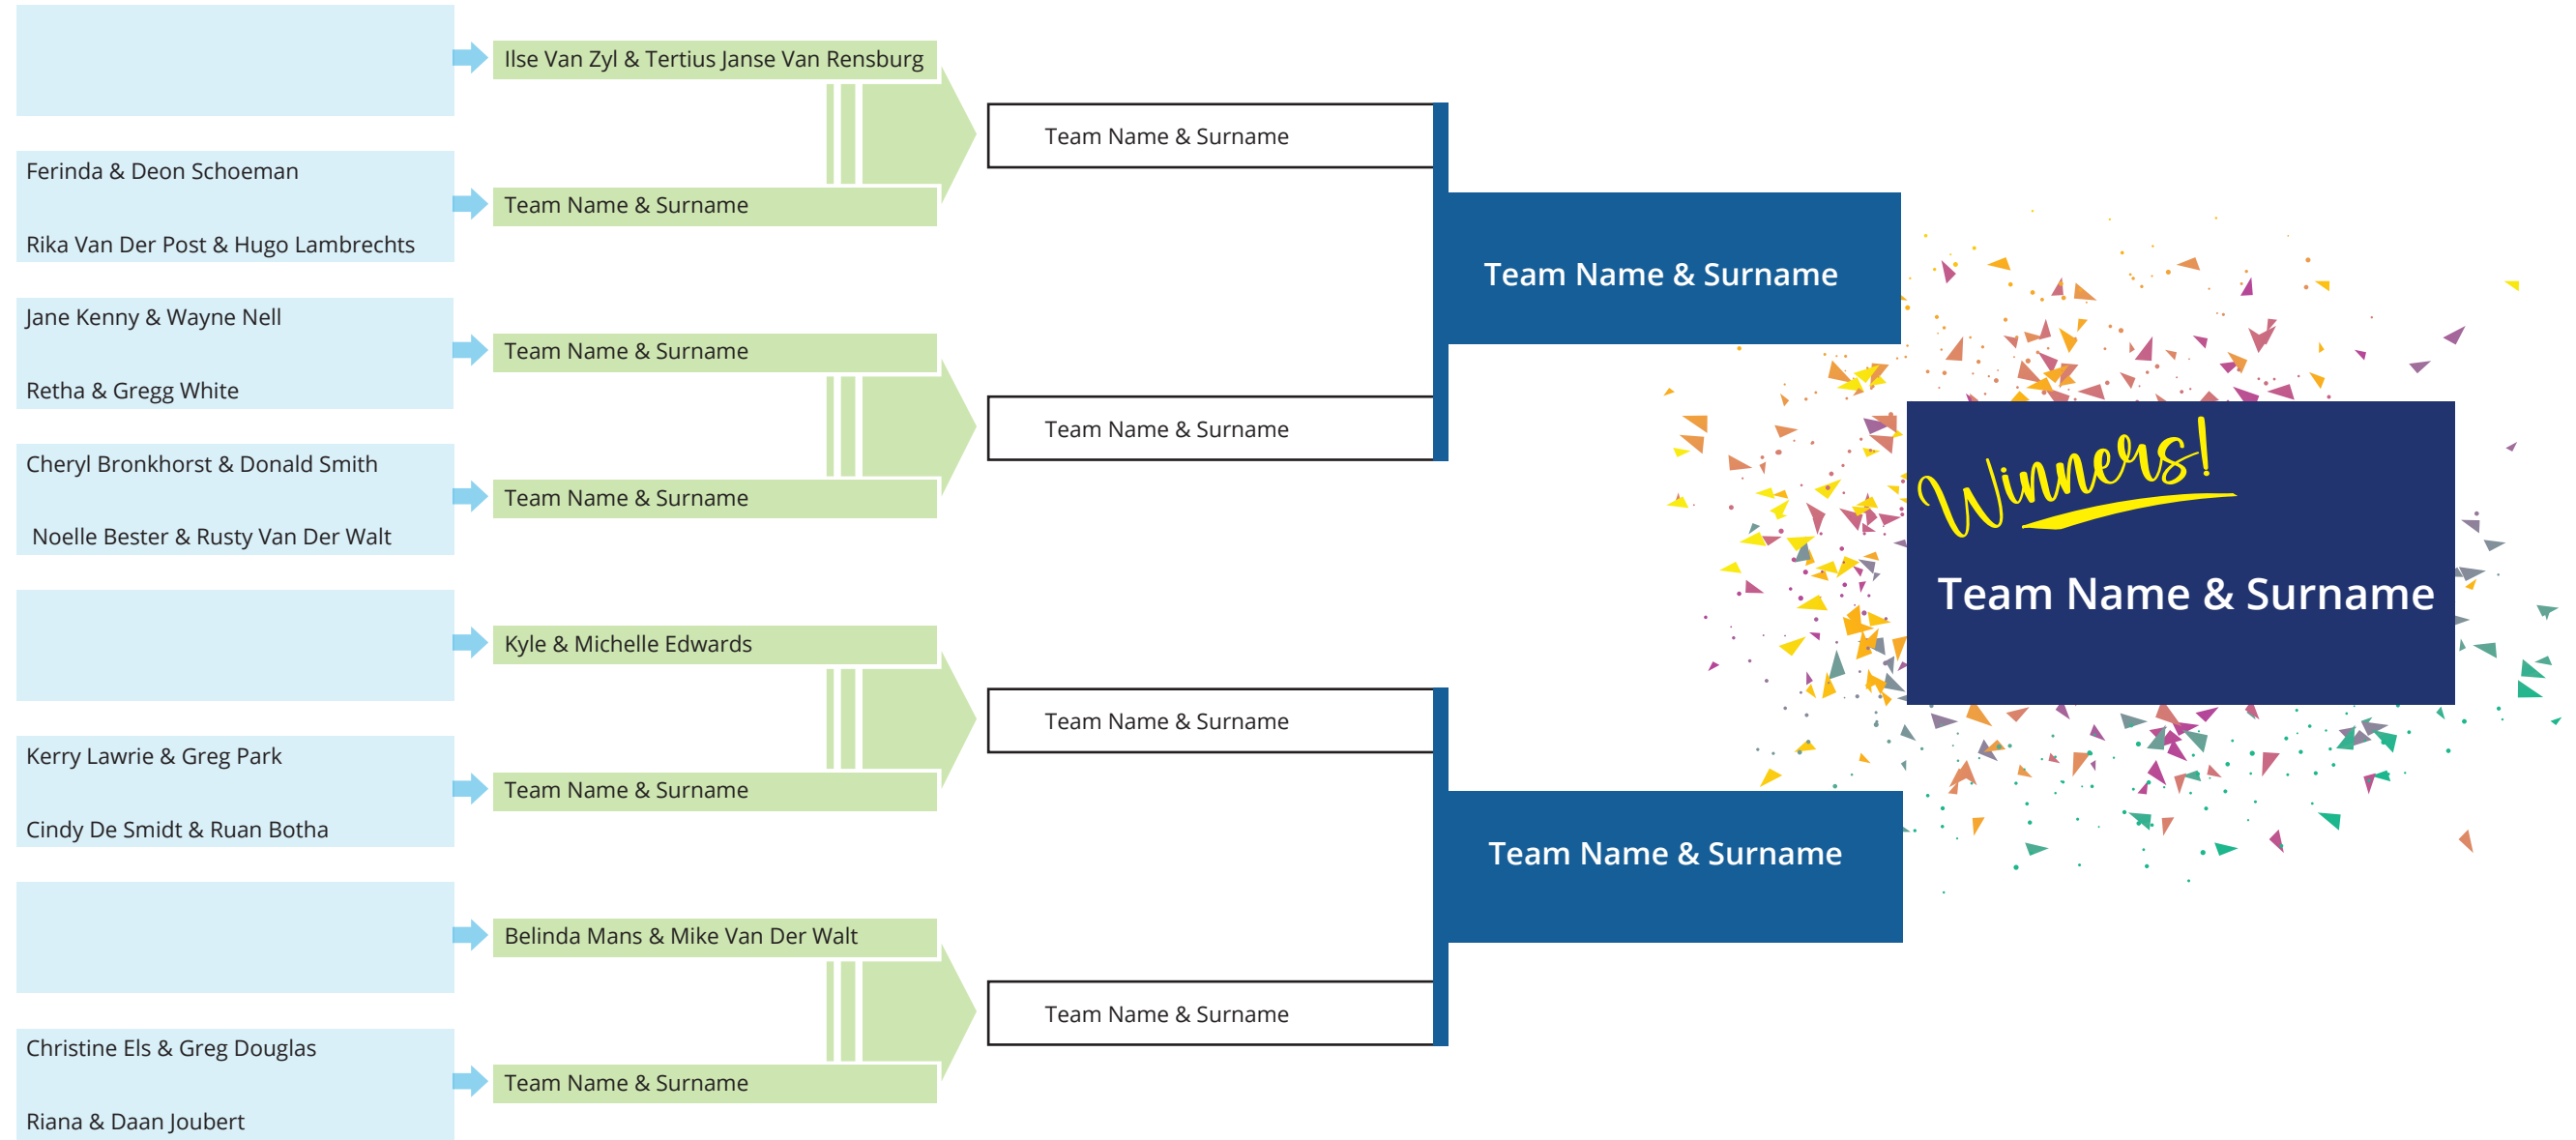 Ilse Van Zyl & Tertius Janse Van Rensburg
Ferinda & Deon Schoeman
Rika Van Der Post & Hugo Lambrechts
Team Name & Surname
Jane Kenny & Wayne Nell
Retha & Gregg White
Team Name & Surname
Cheryl Bronkhorst & Donald Smith
Noelle Bester & Rusty Van Der Walt
Team Name & Surname
Kyle & Michelle Edwards
Kerry Lawrie & Greg Park
Cindy De Smidt & Ruan Botha
Team Name & Surname
Belinda Mans & Mike Van Der Walt
Christine Els & Greg Douglas
Riana & Daan Joubert
Team Name & Surname
Team Name & Surname
Team Name & Surname
Team Name & Surname
Team Name & Surname
Team Name & Surname
Team Name & Surname
Winners!
Team Name & Surname